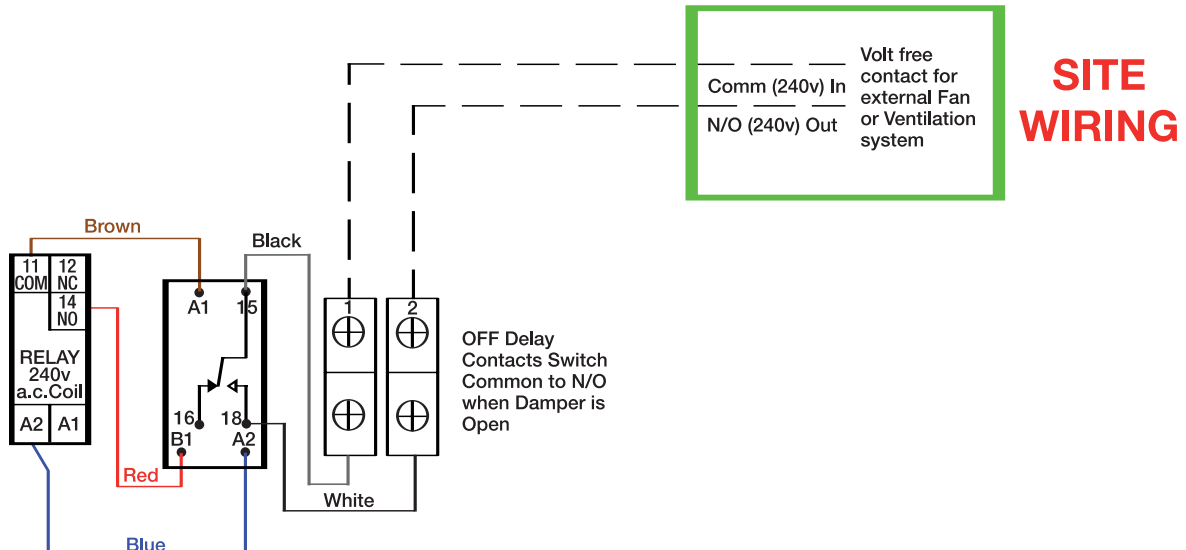 Comm (240v) In
N/O (240v) Out
Volt free
contact for
external Fan
or Ventilation
system
SITE
WIRING
Brown
Black
11
COM
12
NC
14
NO
RELAY
240v
a.c.Coil
A2
A1
A1
15
16
18
B1
A2
1
2
OFF Delay
Contacts Switch
Common to N/O
when Damper is
Open
Red
White
Blue